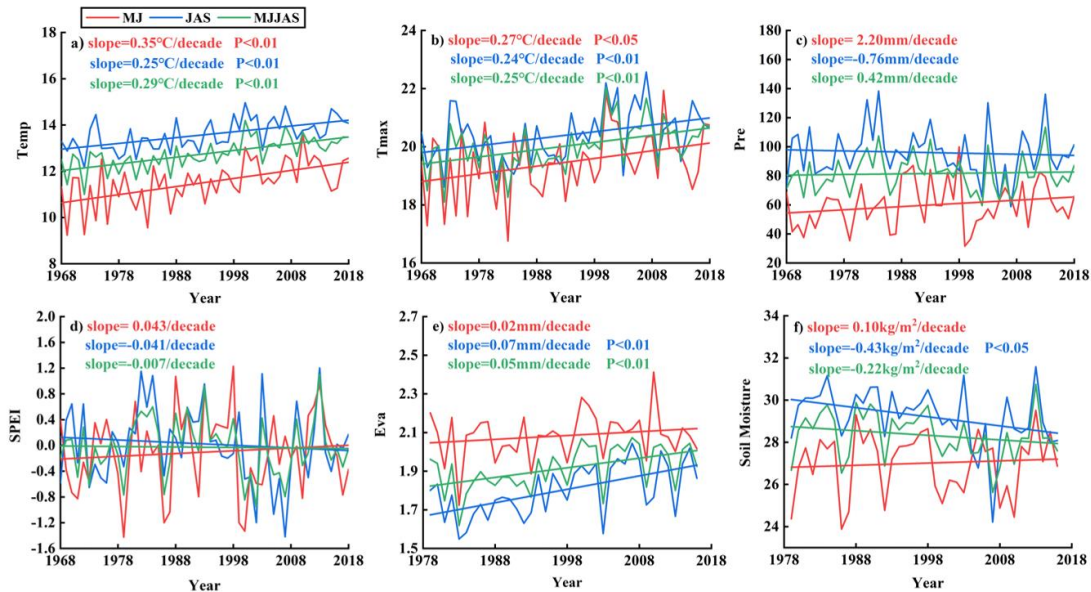 MJ JAS MJJAS
a) slope=0.35°C/decade P<0.01
slope=0.25°C/decade P<0.01
slope=0.29°C/decade P<0.01
18
16
14
12
10
8
Temp
1968 1978 1988 1998 2008 2018
Year
b) slope=0.27°C/decade P<0.05
slope=0.24°C/decade P<0.01
slope=0.25°C/decade P<0.01
24
22
20
18
16
Tmax
1968 1978 1988 1998 2008 2018
Year
c) slope= 2.20mm/decade
slope=-0.76mm/decade
slope= 0.42mm/decade
180
160
140
120
100
80
60
40
20
Pre
1968 1978 1988 1998 2008 2018
Year
d) slope= 0.043/decade
slope=-0.041/decade
slope=-0.007/decade
2.0
1.6
1.2
0.8
0.4
0.0
-0.4
-0.8
-1.2
-1.6
SPEI
1968 1978 1988 1998 2008 2018
Year
e) slope=0.02mm/decade
slope=0.07mm/decade P<0.01
slope=0.05mm/decade P<0.01
2.7
2.5
2.3
2.1
1.9
1.7
1.5
Eva
1978 1988 1998 2008 2018
Year
f) slope= 0.10kg/m²/decade
slope=-0.43kg/m²/decade P<0.05
slope=-0.22kg/m²/decade
34
32
30
28
26
24
Soil Moisture
1978 1988 1998 2008 2018
Year